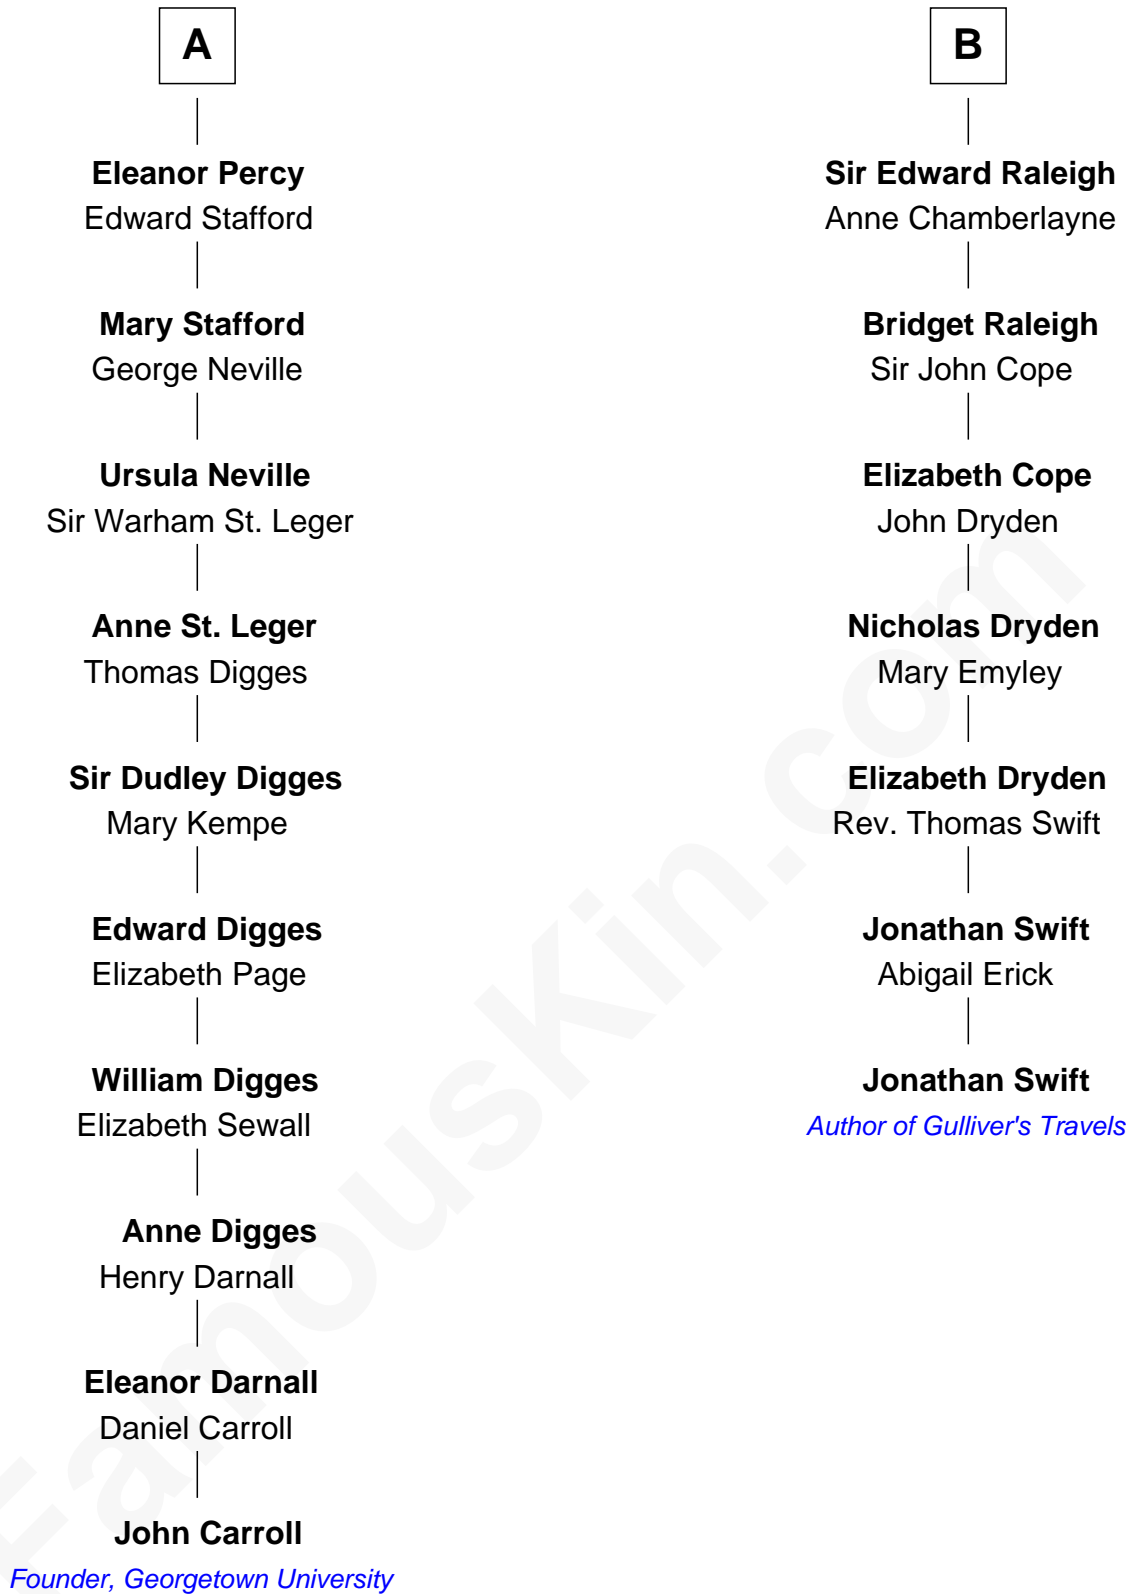 A
Eleanor Percy
Edward Stafford
Mary Stafford
George Neville
Ursula Neville
Sir Warham St. Leger
Anne St. Leger
Thomas Digges
Sir Dudley Digges
Mary Kempe
Edward Digges
Elizabeth Page
William Digges
Elizabeth Sewall
Anne Digges
Henry Darnall
Eleanor Darnall
Daniel Carroll
John Carroll
Founder, Georgetown University
B
Sir Edward Raleigh
Anne Chamberlayne
Bridget Raleigh
Sir John Cope
Elizabeth Cope
John Dryden
Nicholas Dryden
Mary Emyley
Elizabeth Dryden
Rev. Thomas Swift
Jonathan Swift
Abigail Erick
Jonathan Swift
Author of Gulliver's Travels
FamousKin.com